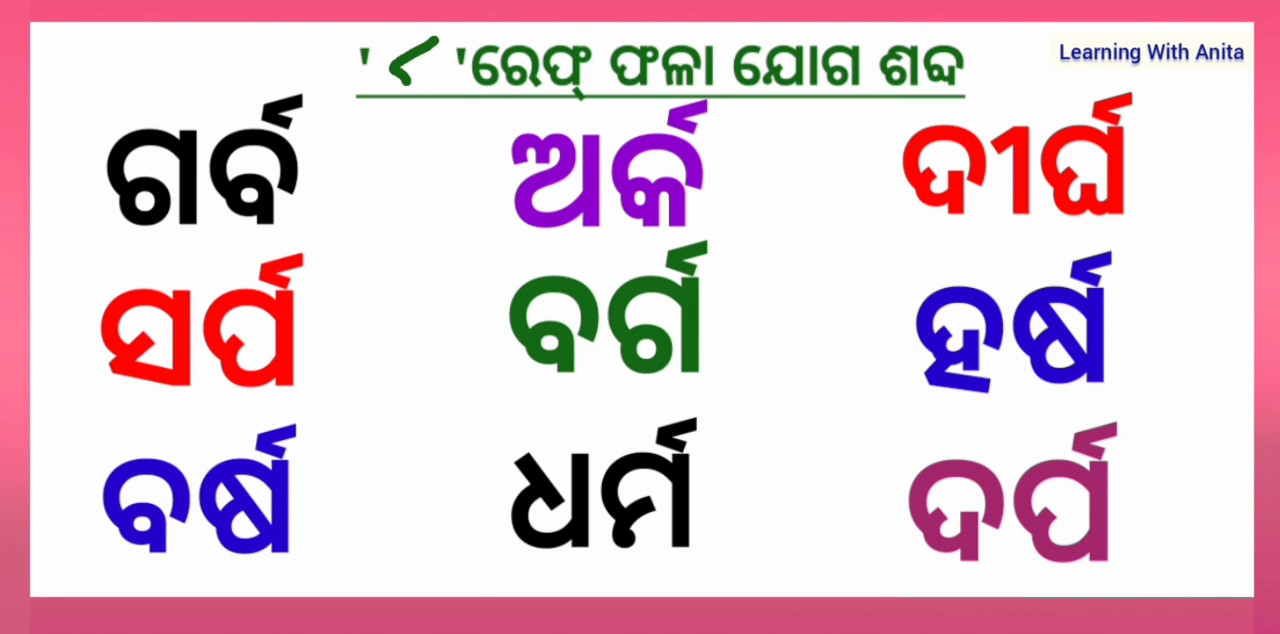 ' < 'ରେଫ୍ ଫଳା ଯୋଗ ଶବ୍ଦ
Learning With Anita
ଗର୍ବ ଅର୍କ ଦୀର୍ଘ
ସର୍ପ ବର୍ଗ ହର୍ଷ
ବର୍ଷ ଧର୍ମ ଦର୍ପ